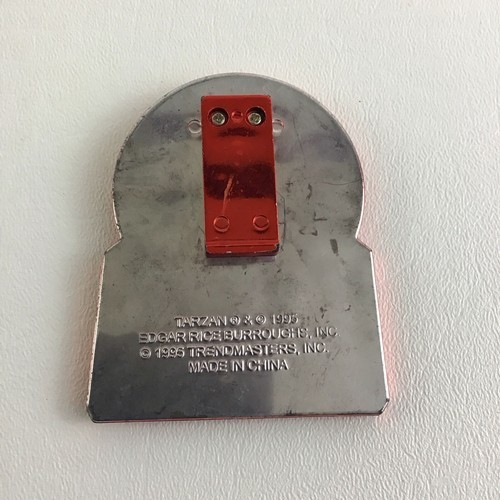 TARZAN ® & © 1995
EDGAR RICE BURROUGHS, INC
© 1995 TRENDMASTERS, INC.
MADE IN CHINA